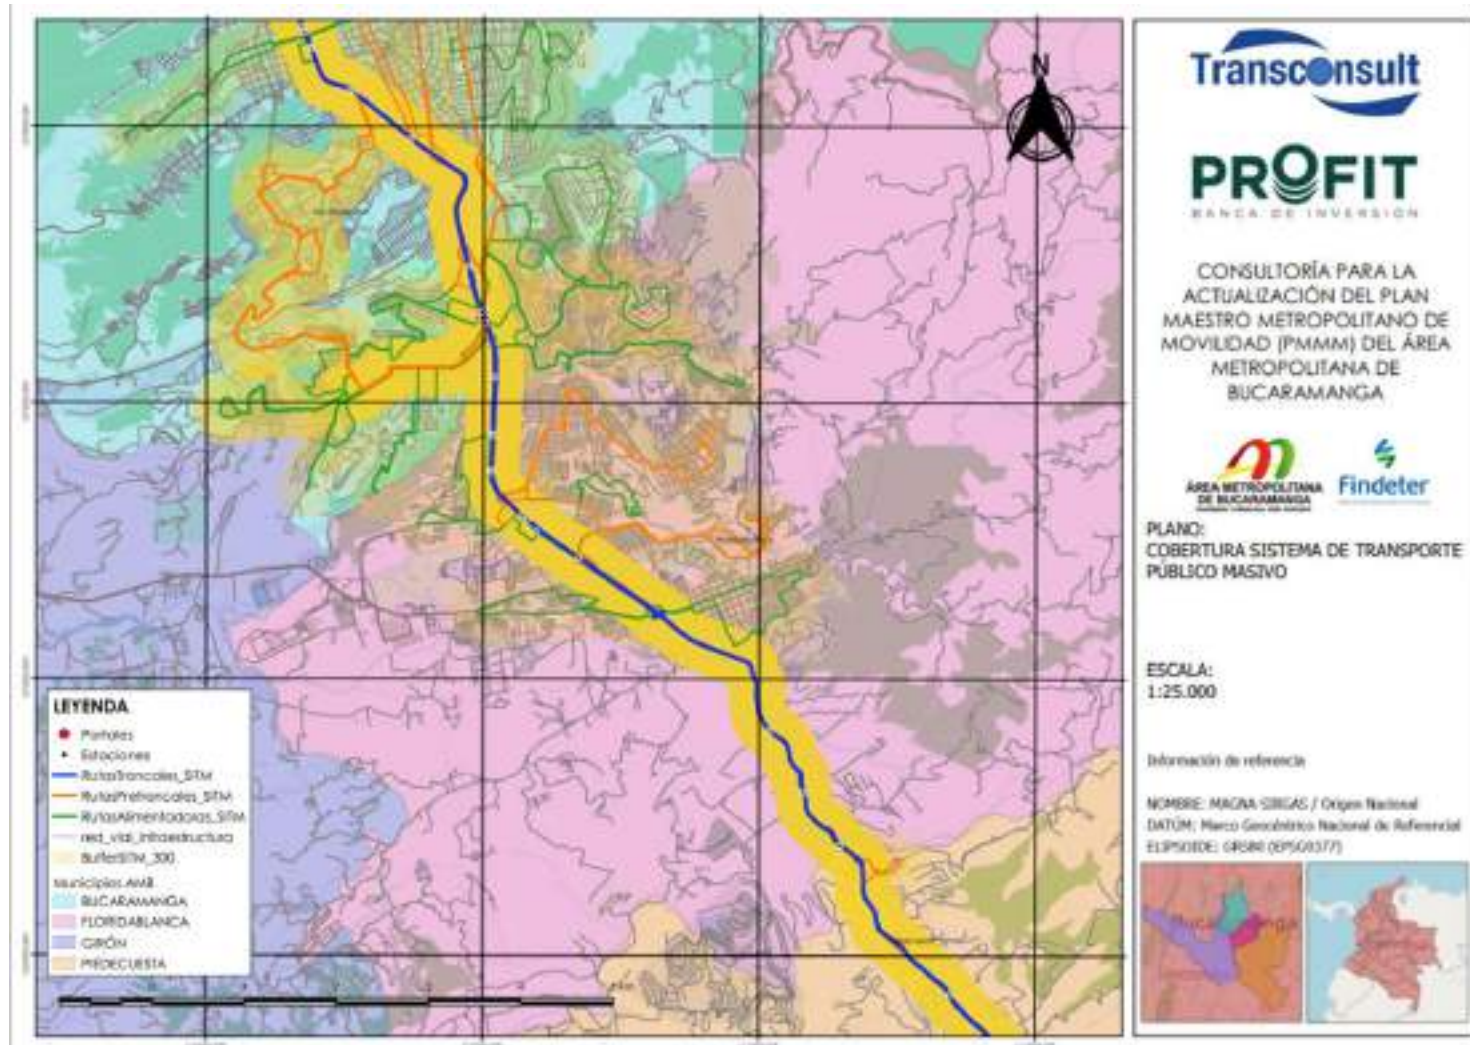 N
Transconsult
PROFIT
BANCA DE INVERSIÓN
CONSULTORÍA PARA LA
ACTUALIZACIÓN DEL PLAN
MAESTRO METROPOLITANO DE
MOVILIDAD (PMMM) DEL ÁREA
METROPOLITANA DE
BUCARAMANGA
ÁREA METROPOLITANA
DE BUCARAMANGA
Findeter
PLANO:
COBERTURA SISTEMA DE TRANSPORTE
PÚBLICO MASIVO
ESCALA:
1:25.000
Información de referencia
NOMBRE: MAGNA-SIRGAS / Origen Nacional
DATÚM: Marco Geocéntrico Nacional de Referencial
ELIPSOIDE: GRS80 (EPSG9377)
LEYENDA
Portales
Estaciones
RutasTroncales_SITM
RutasPretroncales_SITM
RutasAlimentadoras_SITM
red_vial_infraestructura
BufferSITM_300
Municipios AMB
BUCARAMANGA
FLORIDABLANCA
GIRÓN
PIEDECUESTA